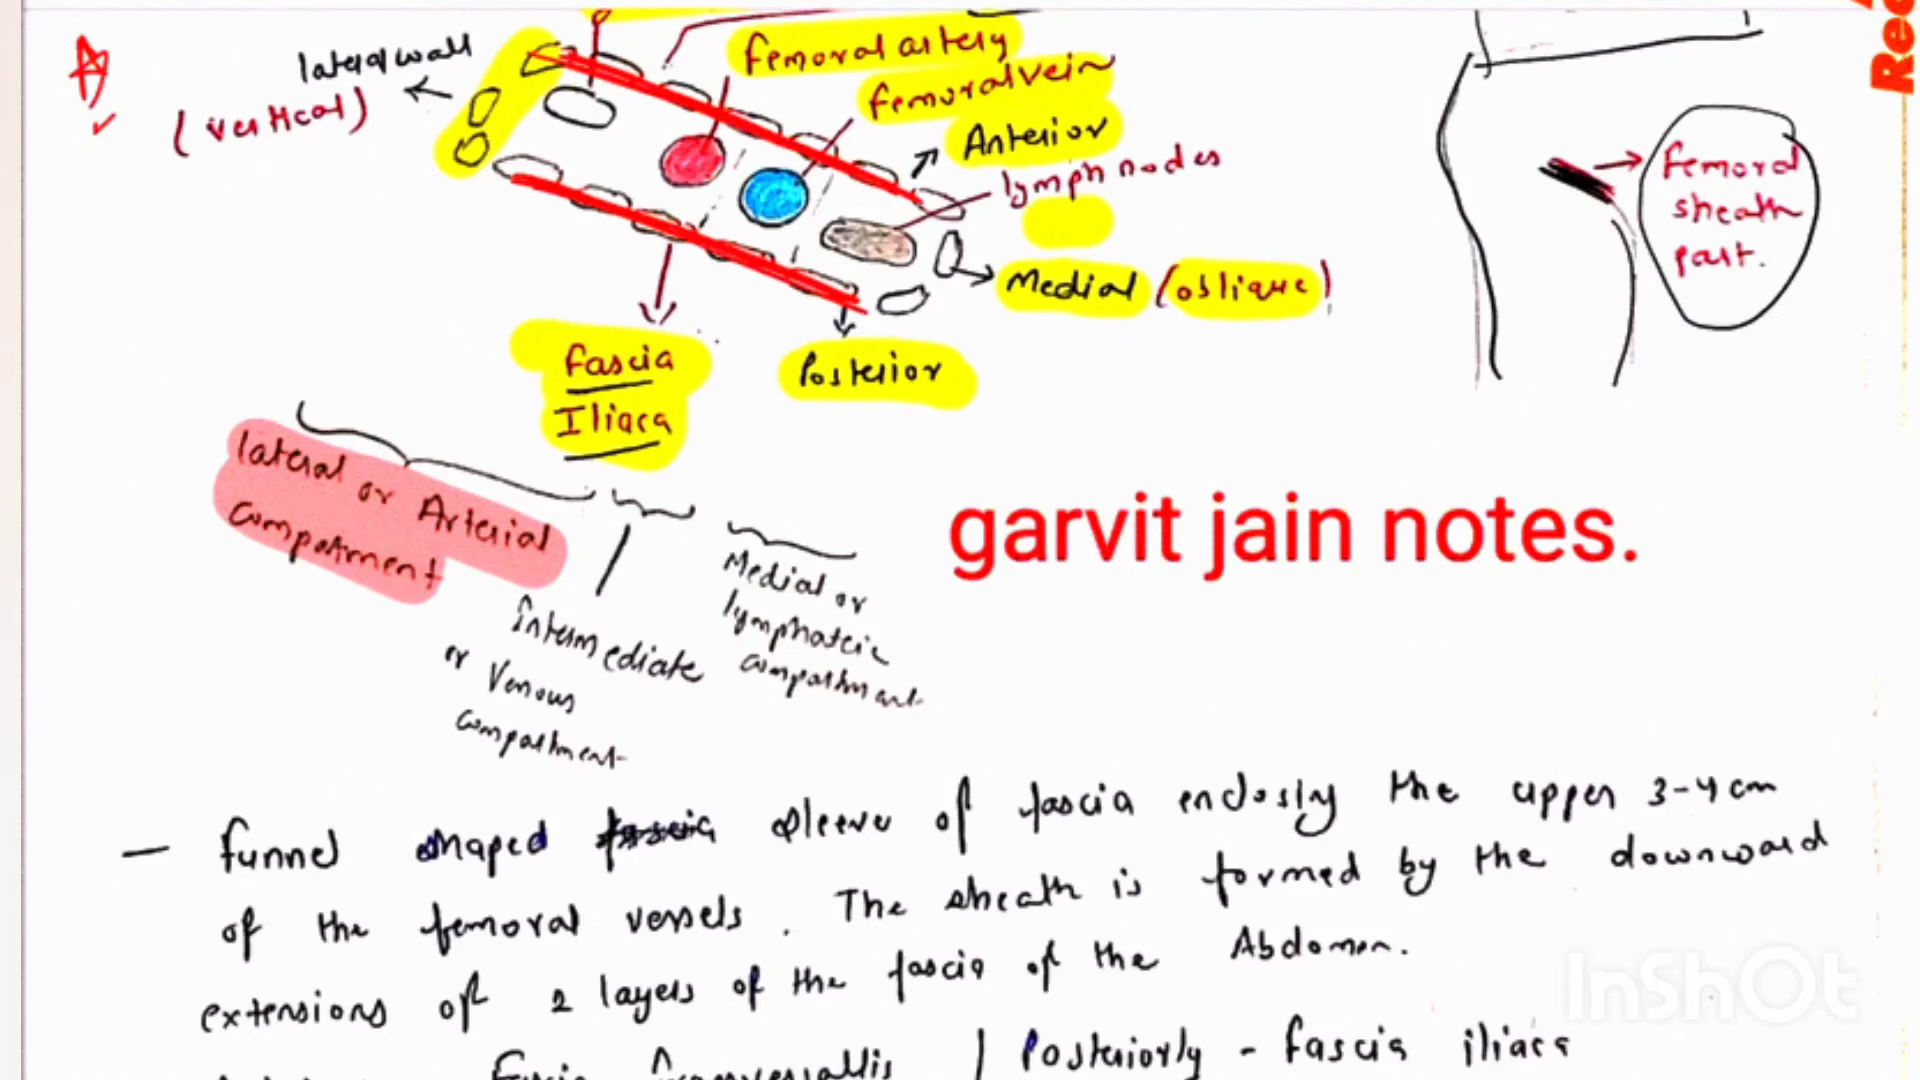 lateral wall
(vertical)
femoral artery
femoral vein
Anterior
lymph nodes
Medial (oblique)
fascia
Iliaca
Posterior
femoral
sheath
part.
Rec
lateral or Arterial
compartment
Intermediate
or Venous
compartment
Medial or
lymphatic
compartment
garvit jain notes.
— funnel shaped sleeve of fascia enclosing the upper 3-4 cm
of the femoral vessels. The sheath is formed by the downward
extensions of 2 layers of the fascia of the Abdomen.
fascia transversallis | Posteriorly - fascia iliaca
InShOt